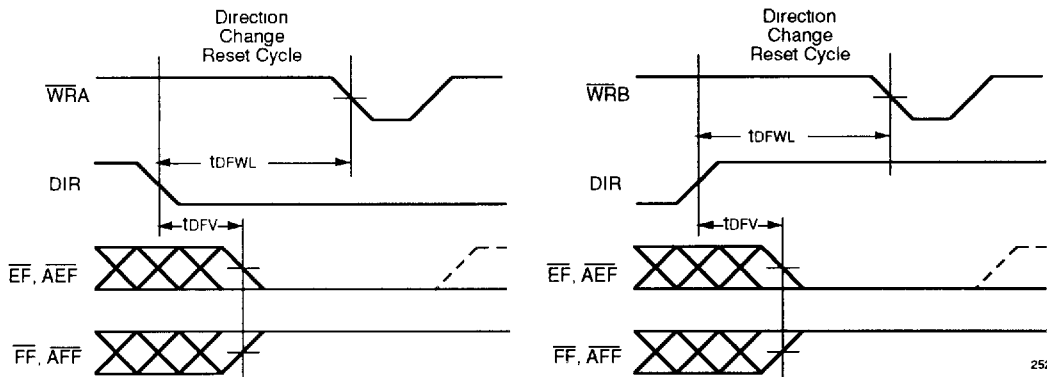 Direction
Change
Reset Cycle
WRA
tDFWL
DIR
tDFV
EF, AEF
FF, AFF
Direction
Change
Reset Cycle
WRB
tDFWL
DIR
tDFV
EF, AEF
FF, AFF
252